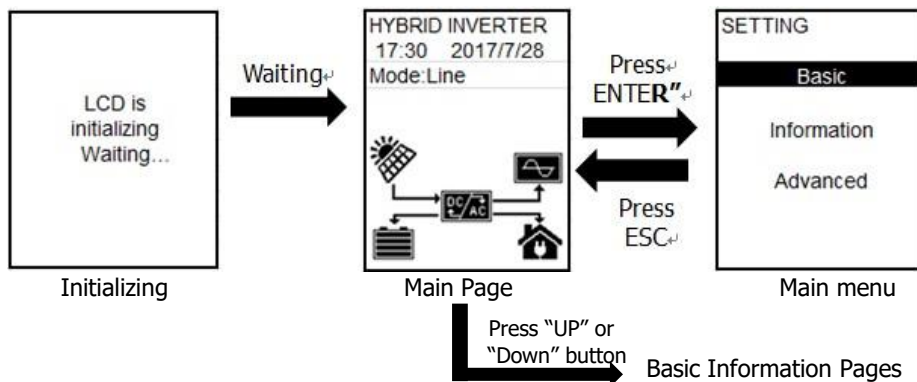 LCD is
initializing
Waiting...
Initializing
Waiting↵
HYBRID INVERTER
17:30 2017/7/28
Mode:Line
DC
AC
Main Page
Press↵
ENTER”↵
Press
ESC↵
SETTING
Basic
Information
Advanced
Main menu
Press “UP” or
“Down” button
Basic Information Pages